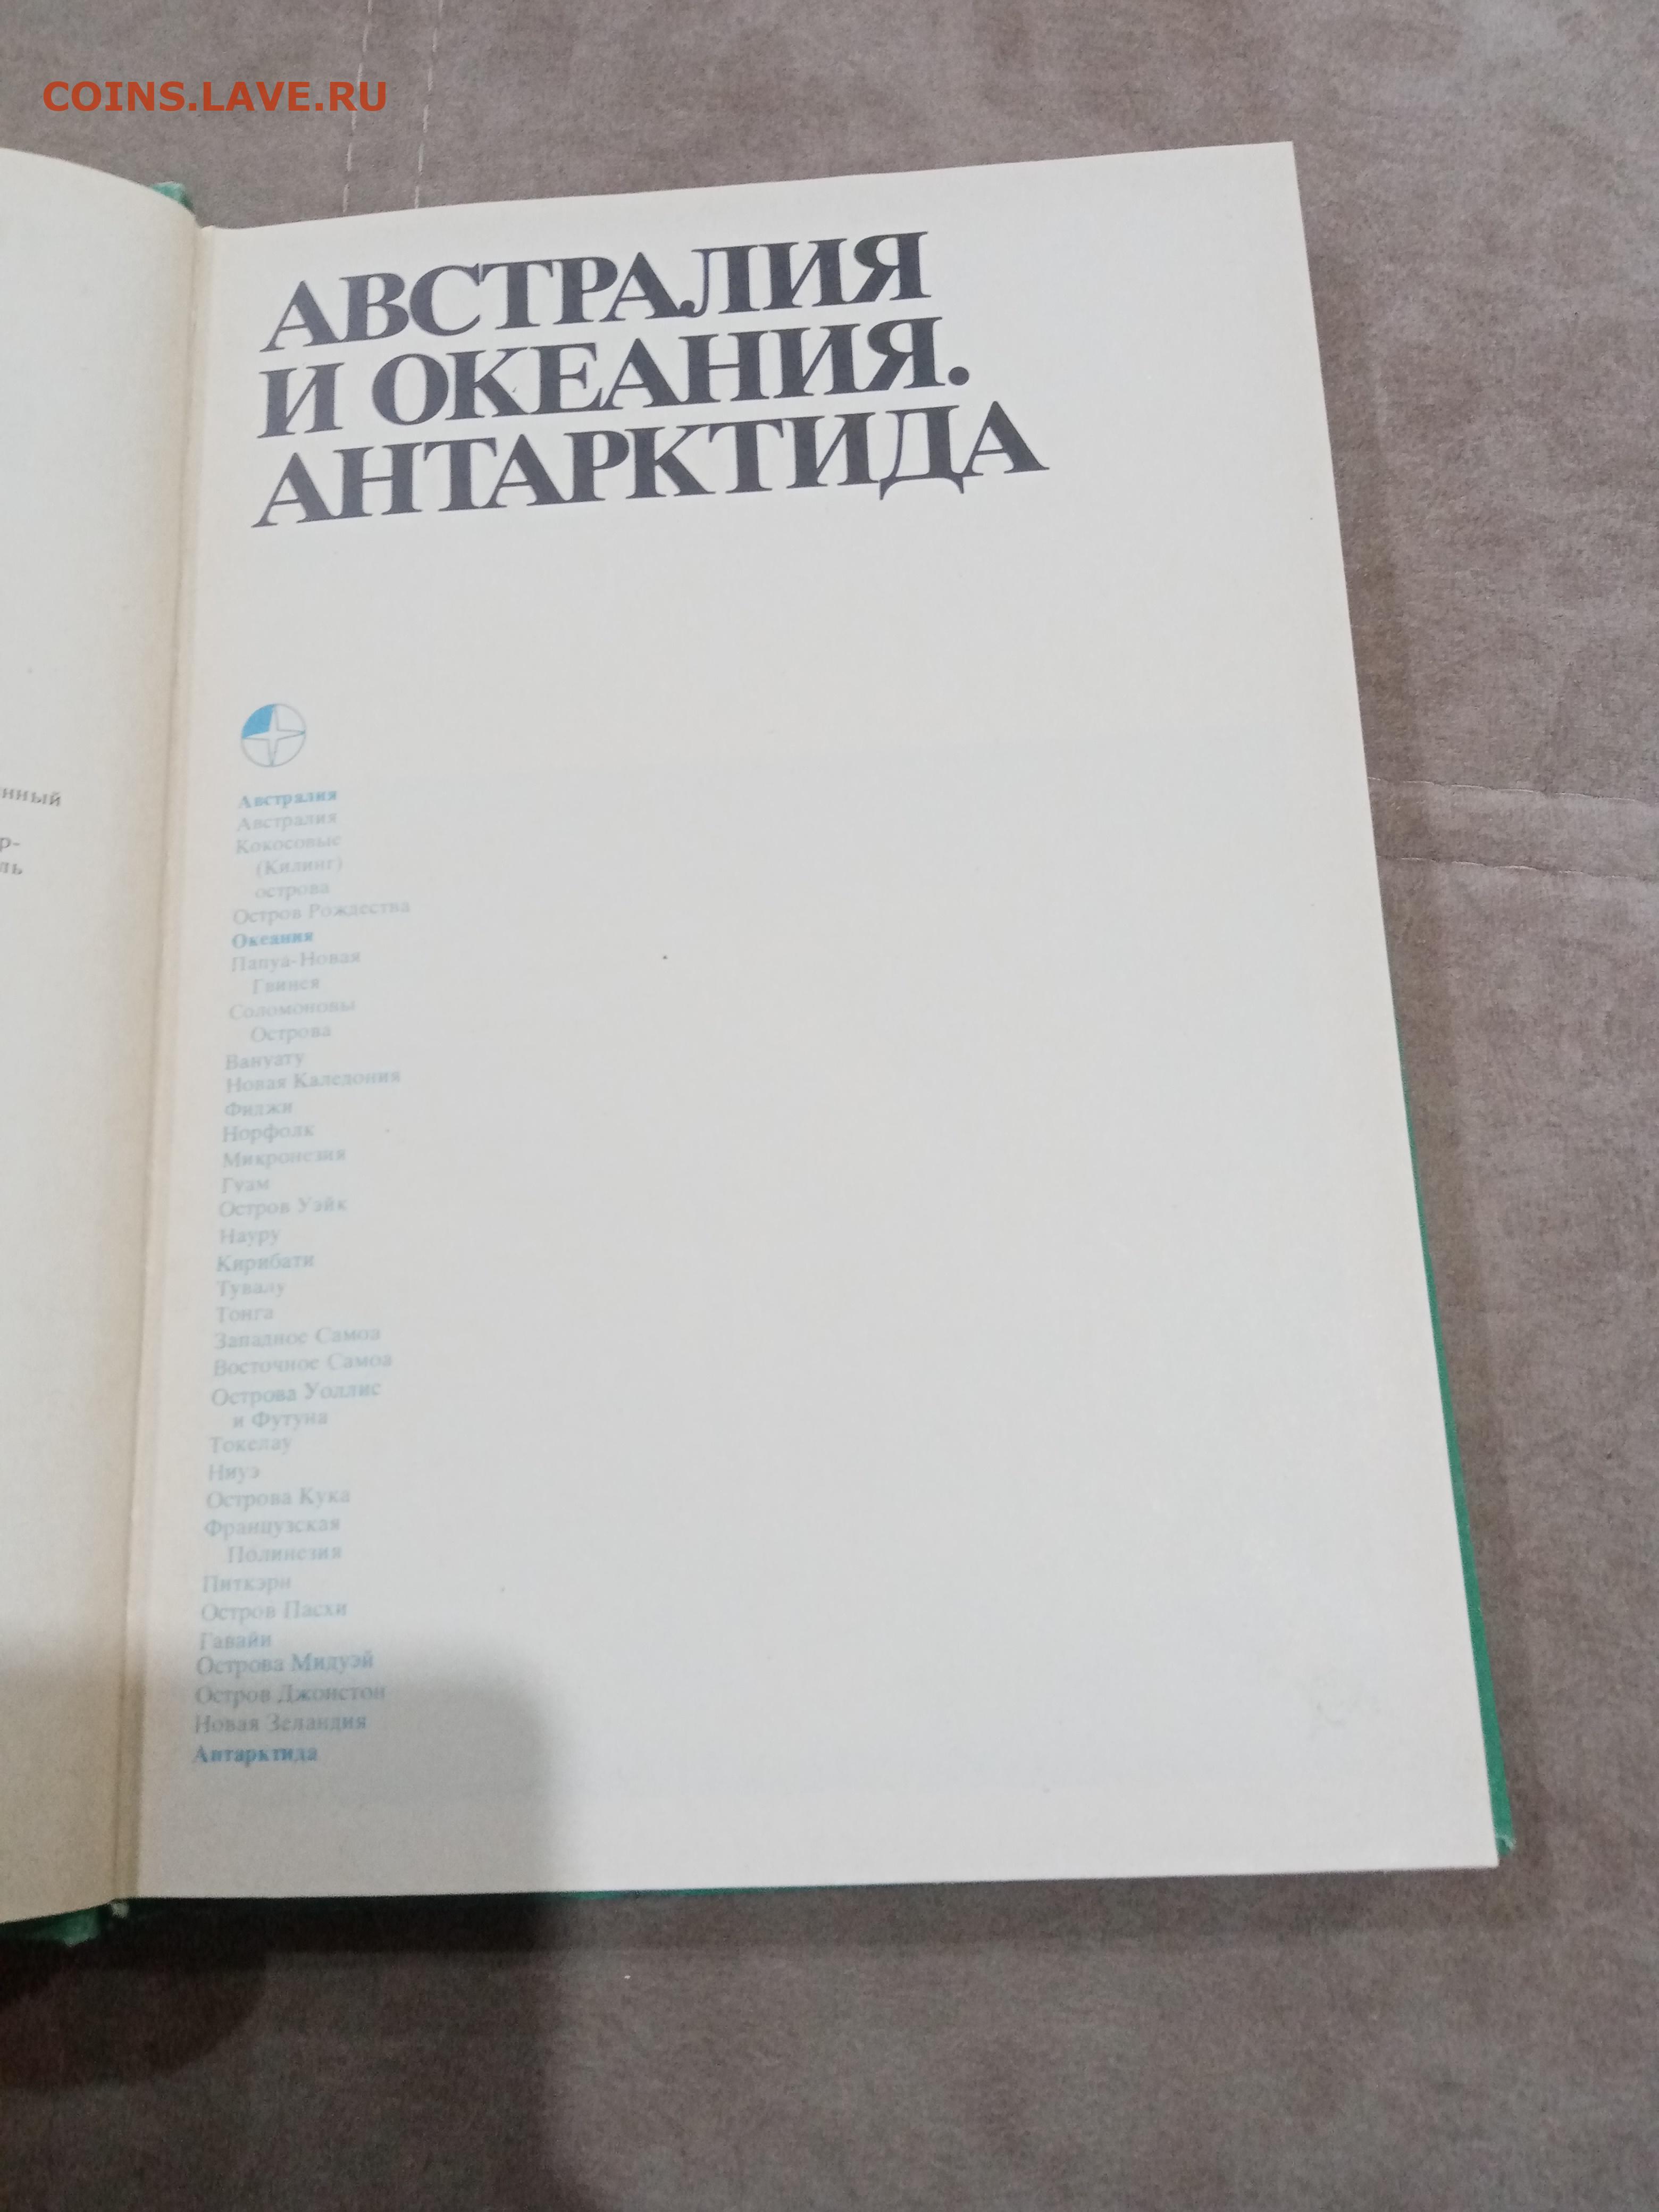 COINS.LAVE.RU
АВСТРАЛИЯ
И ОКЕАНИЯ.
АНТАРКТИДА
Австралия
Австралия
Кокосовые
(Килинг)
острова
Остров Рождества
Океания
Папуа-Новая
Гвинея
Соломоновы
Острова
Вануату
Новая Каледония
Фиджи
Норфолк
Микронезия
Гуам
Остров Уэйк
Науру
Кирибати
Тувалу
Тонга
Западное Самоа
Восточное Самоа
Острова Уоллис
и Футуна
Токелау
Ниуэ
Острова Кука
Французская
Полинезия
Питкэрн
Остров Пасхи
Гавайи
Острова Мидуэй
Остров Джонстон
Новая Зеландия
Антарктида